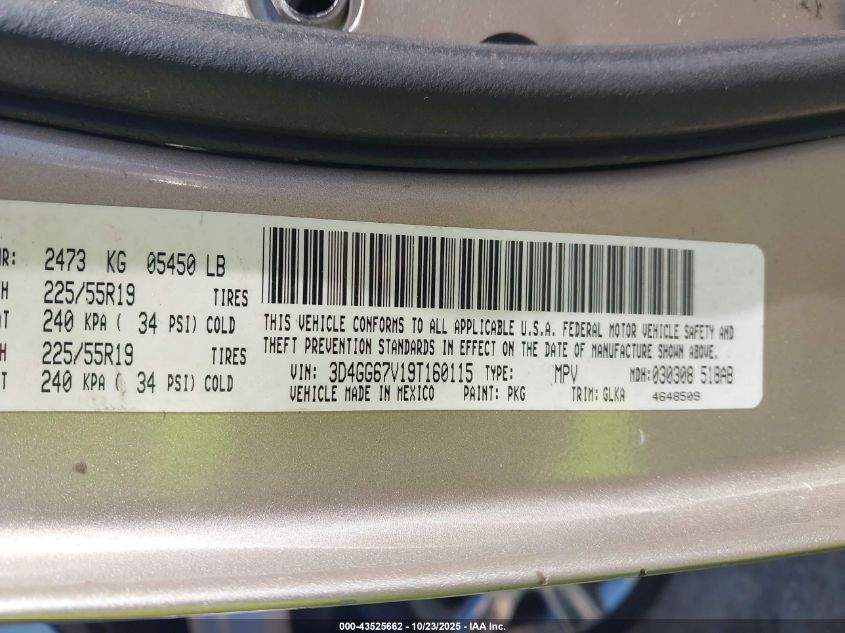 2473 KG 05450 LB
225/55R19 TIRES
240 KPA ( 34 PSI) COLD
225/55R19 TIRES
240 KPA ( 34 PSI) COLD
THIS VEHICLE CONFORMS TO ALL APPLICABLE U.S.A. FEDERAL MOTOR VEHICLE SAFETY AND
THEFT PREVENTION STANDARDS IN EFFECT ON THE DATE OF MANUFACTURE SHOWN ABOVE.
VIN: 3D4GG67V19T160115 TYPE: MPV MDH:030308 518AB
VEHICLE MADE IN MEXICO PAINT: PKG TRIM: GLKA 4648509
000-43525662 - 10/23/2025 - IAA Inc.